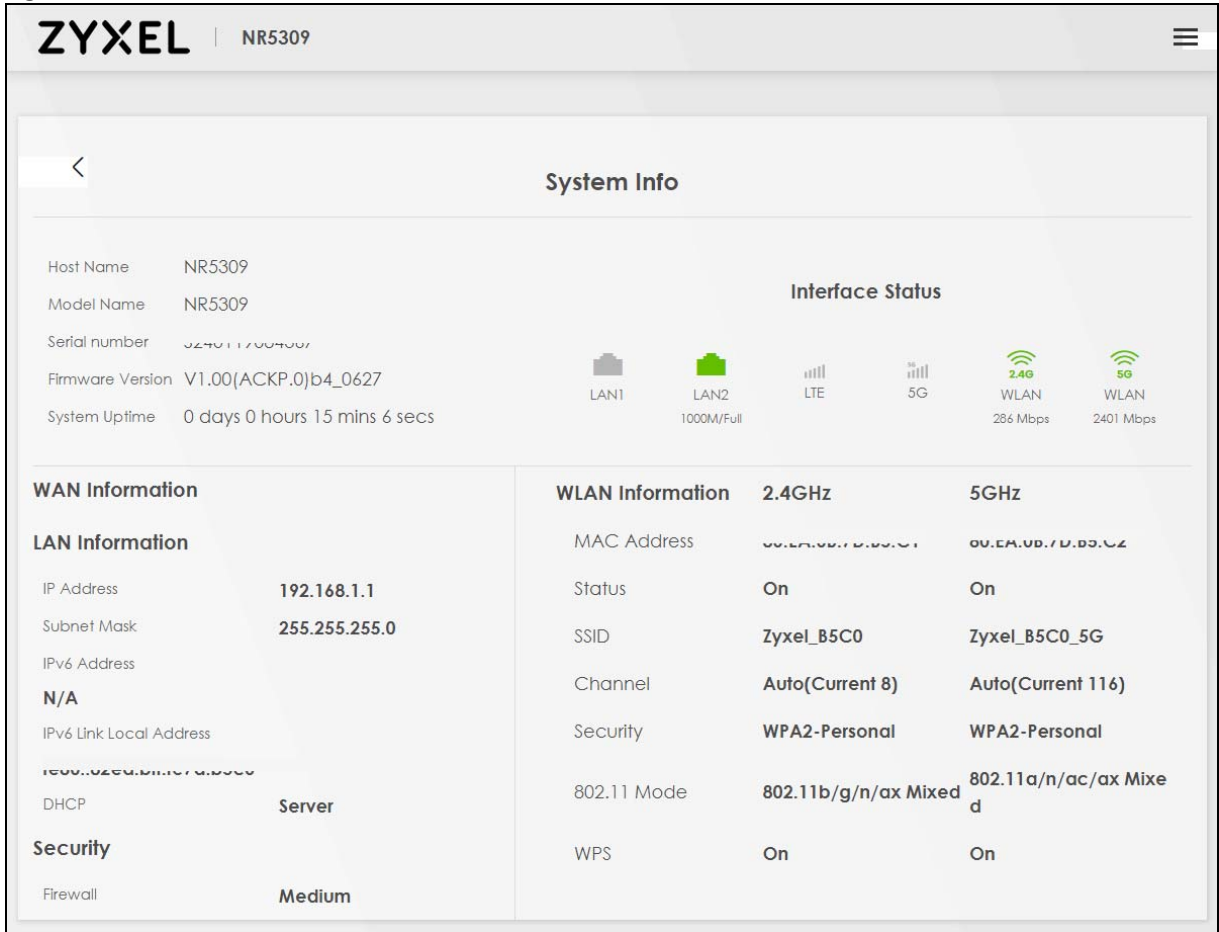 ZYXEL NR5309
System Info
Host Name NR5309
Model Name NR5309
Serial number
Firmware Version V1.00(ACKP.0)b4_0627
System Uptime 0 days 0 hours 15 mins 6 secs
Interface Status
2.4G 5G 5G
LAN1 LAN2 LTE 5G WLAN WLAN
1000M/Full 286 Mbps 2401 Mbps
WAN Information
LAN Information
IP Address 192.168.1.1
Subnet Mask 255.255.255.0
IPv6 Address
N/A
IPv6 Link Local Address
DHCP Server
Security
Firewall Medium
WLAN Information 2.4GHz 5GHz
MAC Address
Status On On
SSID Zyxel_B5C0 Zyxel_B5C0_5G
Channel Auto(Current 8) Auto(Current 116)
Security WPA2-Personal WPA2-Personal
802.11 Mode 802.11b/g/n/ax Mixed 802.11a/n/ac/ax Mixe
d
WPS On On